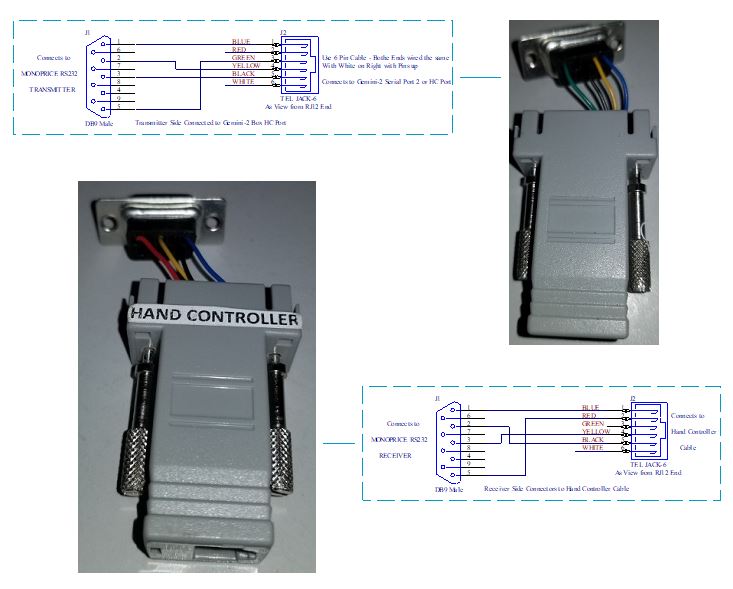 J1
J2
1
6
2
7
3
8
4
9
5
BLUE
RED
GREEN
YELLOW
BLACK
WHITE
Connects to
MONOPRICE RS232
TRANSMITTER
Use 6 Pin Cable - Bothe Ends wired the same
With White on Right with Pins up
Connects to Gemini-2 Serial Port 2 or HC Port
TEL JACK-6
As View from RJ12 End
DB9 Male
Transmitter Side Connected to Gemini-2 Box HC Port
HAND CONTROLLER
J1
J2
1
6
2
7
3
8
4
9
5
BLUE
RED
GREEN
YELLOW
BLACK
WHITE
Connects to
MONOPRICE RS232
RECEIVER
Connects to
Hand Controller
Cable
TEL JACK-6
As View from RJ12 End
DB9 Male
Receiver Side Connectors to Hand Controller Cable